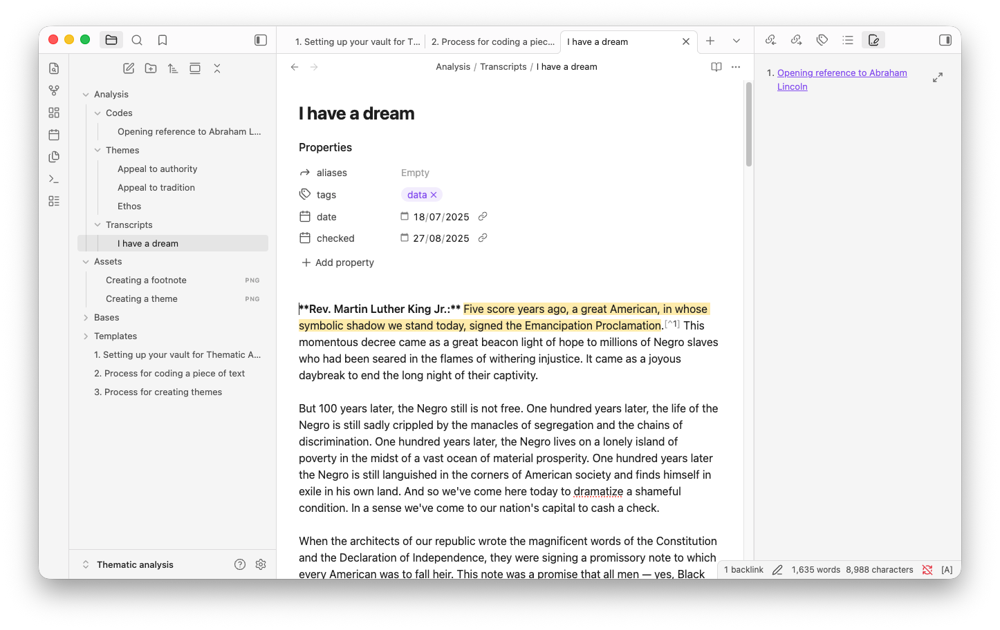 1. Setting up your vault for T...
2. Process for coding a piec...
I have a dream
Analysis / Transcripts / I have a dream
Analysis
Codes
Opening reference to Abraham L...
Themes
Appeal to authority
Appeal to tradition
Ethos
Transcripts
I have a dream
Assets
Creating a footnote PNG
Creating a theme PNG
Bases
Templates
1. Setting up your vault for Thematic A...
2. Process for coding a piece of text
3. Process for creating themes
Thematic analysis
I have a dream
Properties
aliases Empty
tags data
date 18/07/2025
checked 27/08/2025
Add property
**Rev. Martin Luther King Jr.:** Five score years ago, a great American, in whose
symbolic shadow we stand today, signed the Emancipation Proclamation.[^1] This
momentous decree came as a great beacon light of hope to millions of Negro slaves
who had been seared in the flames of withering injustice. It came as a joyous
daybreak to end the long night of their captivity.
But 100 years later, the Negro still is not free. One hundred years later, the life of the
Negro is still sadly crippled by the manacles of segregation and the chains of
discrimination. One hundred years later, the Negro lives on a lonely island of
poverty in the midst of a vast ocean of material prosperity. One hundred years later
the Negro is still languished in the corners of American society and finds himself in
exile in his own land. And so we've come here today to dramatize a shameful
condition. In a sense we've come to our nation's capital to cash a check.
When the architects of our republic wrote the magnificent words of the Constitution
and the Declaration of Independence, they were signing a promissory note to which
every American was to fall heir. This note was a promise that all men — yes, Black
1. Opening reference to Abraham
Lincoln
1 backlink 1,635 words 8,988 characters [A]